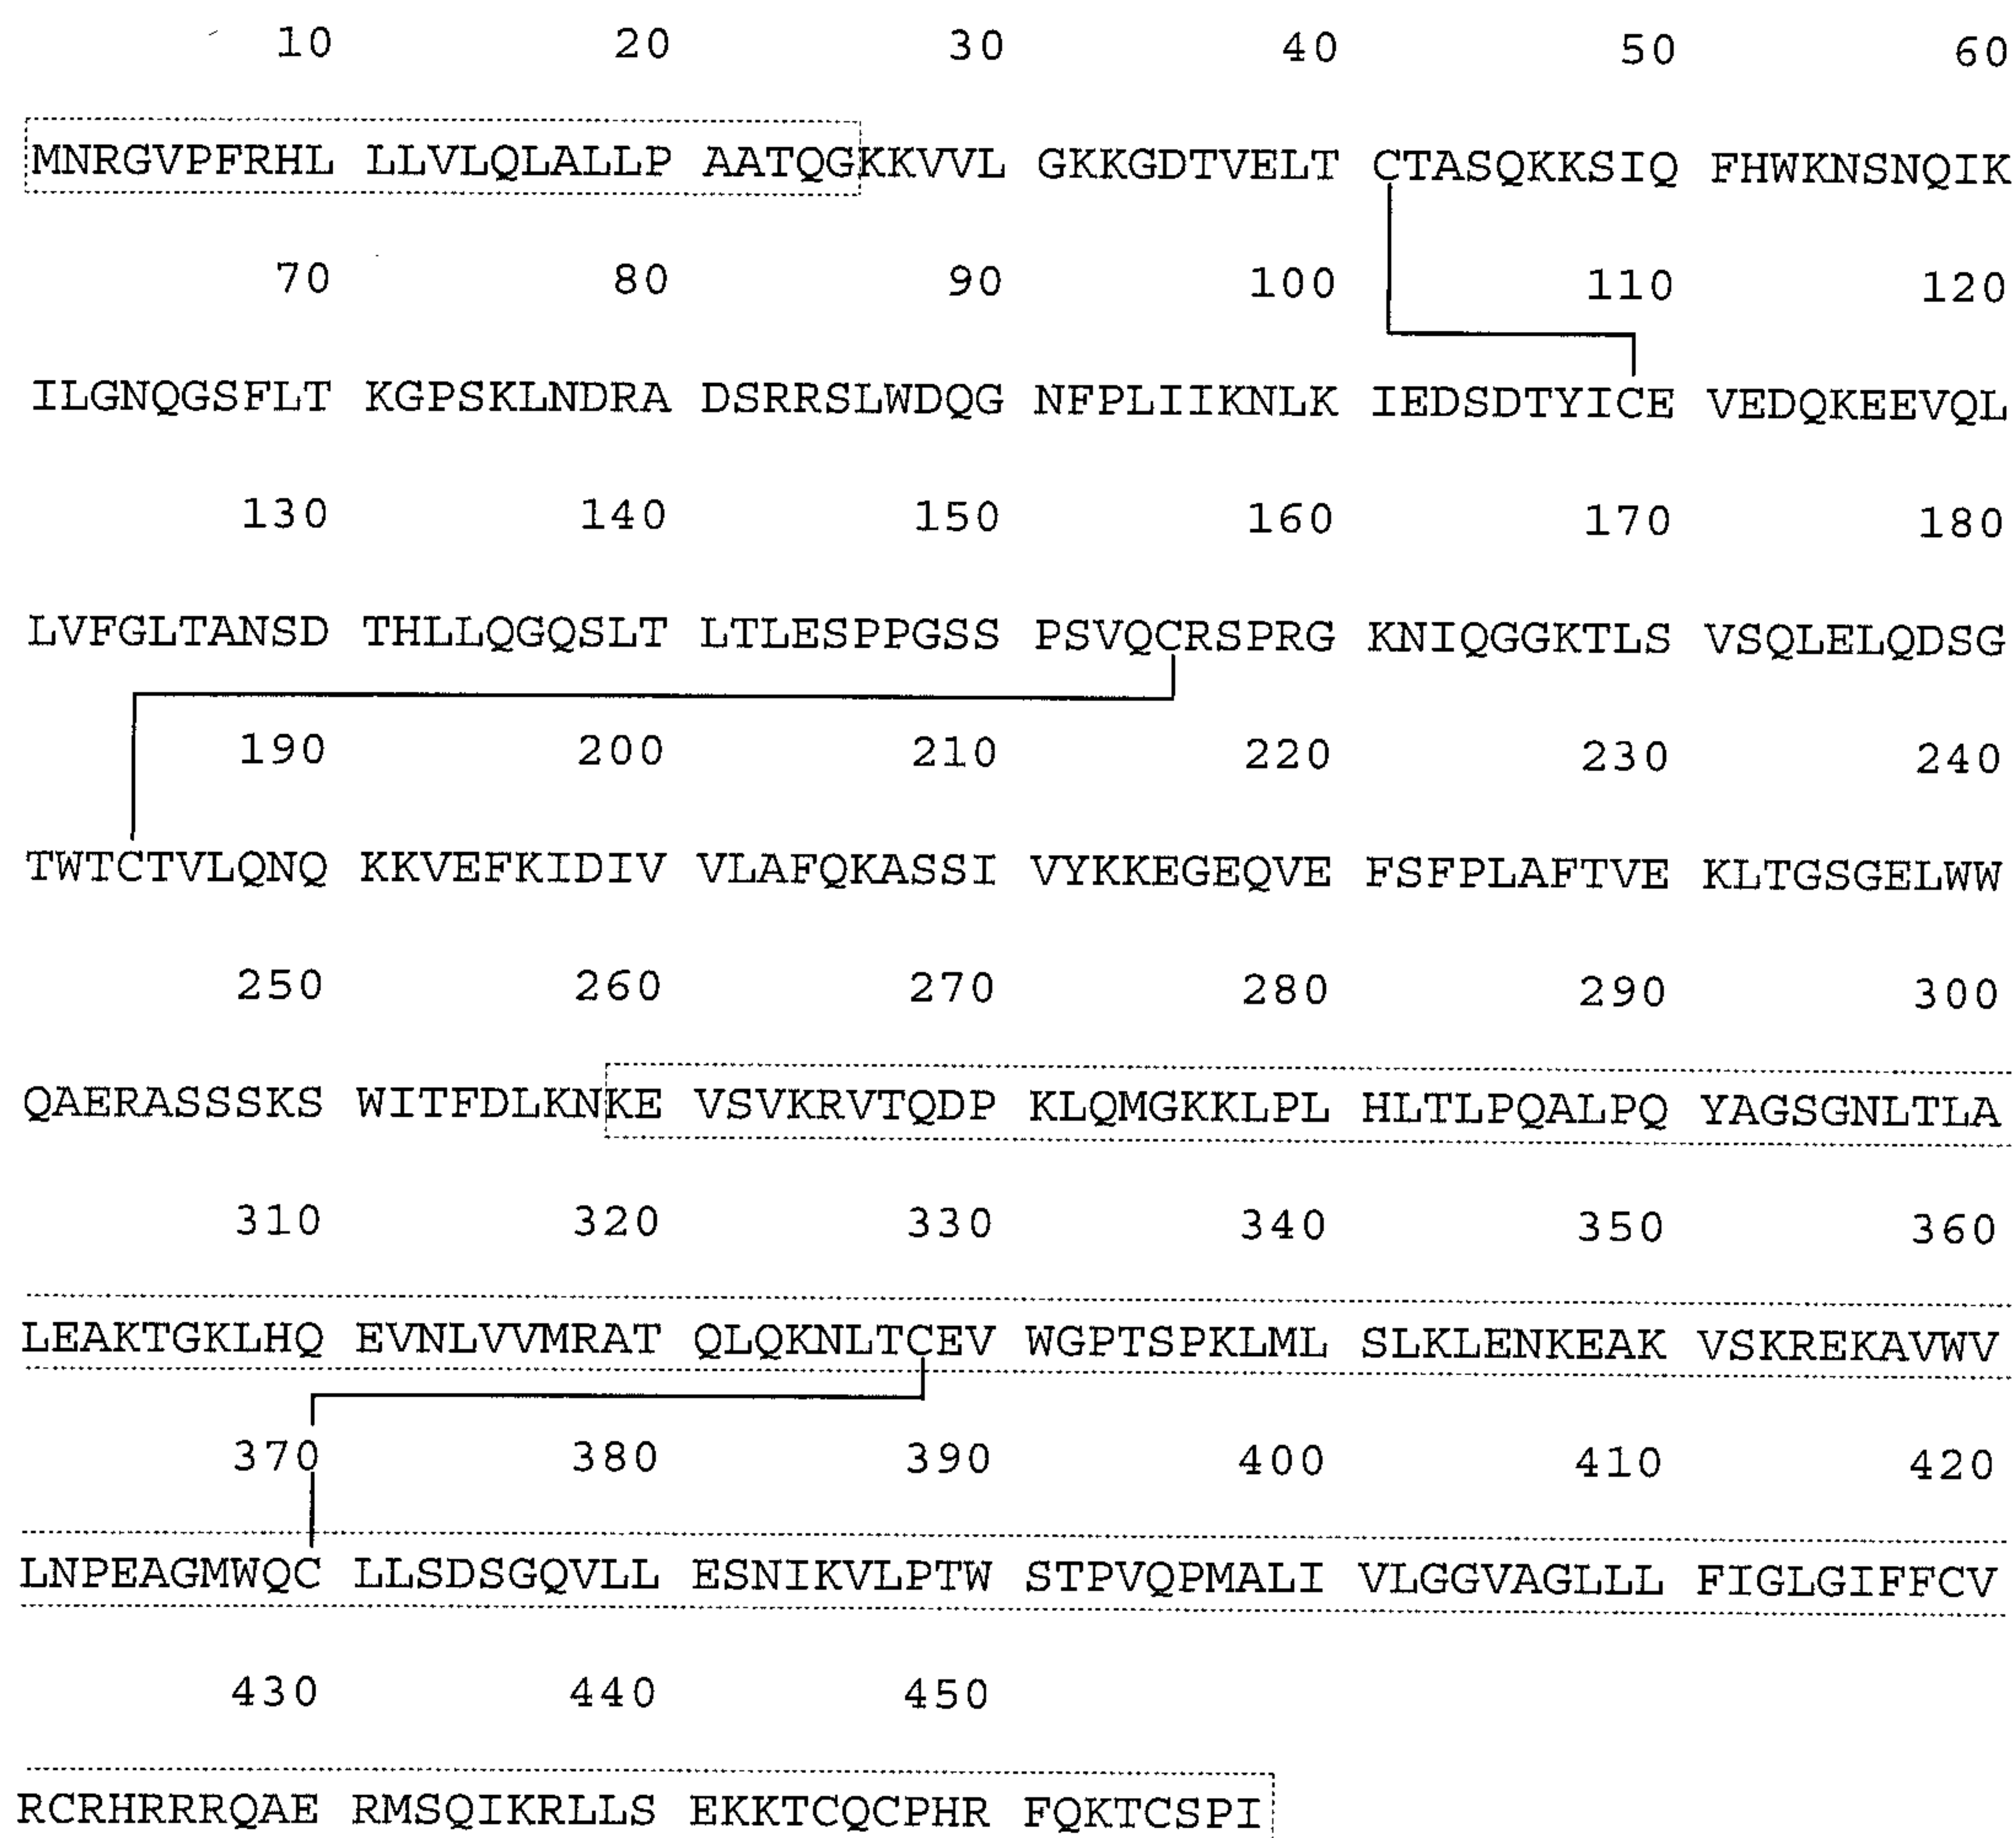 10 20 30 40 50 60
MNRGVPFRHL LLVLQLALLP AATQGKKVVL GKKGDTVELT CTASQKKSIQ FHWKNSNQIK
70 80 90 100 110 120
ILGNQGSFLT KGPSKLNDRA DSRRSLWDQG NFPLIIKNLK IEDSDTYICE VEDQKEEVQL
130 140 150 160 170 180
LVFGLTANSD THLLQGQSLT LTLESPPGSS PSVQCRSPRG KNIQGGKTLS VSQLELQDSG
190 200 210 220 230 240
TWTCTVLQNQ KKVEFKIDIV VLAFQKASSI VYKKEGEQVE FSFPLAFTVE KLTGSGELWW
250 260 270 280 290 300
QAERASSSKS WITFDLKNKE VSVKRVTQDP KLQMGKKLPL HLTLPQALPQ YAGSGNLTLA
310 320 330 340 350 360
LEAKTGKLHQ EVNLVVMRAT QLQKNLTCEV WGPTSPKLML SLKLENKEAK VSKREKAVWV
370 380 390 400 410 420
LNPEAGMWQC LLSDSGQVLL ESNIKVLPTW STPVQPMALI VLGGVAGLLL FIGLGIFFCV
430 440 450
RCRHRRRQAE RMSQIKRLLS EKKTCQCPHR FQKTCSPI